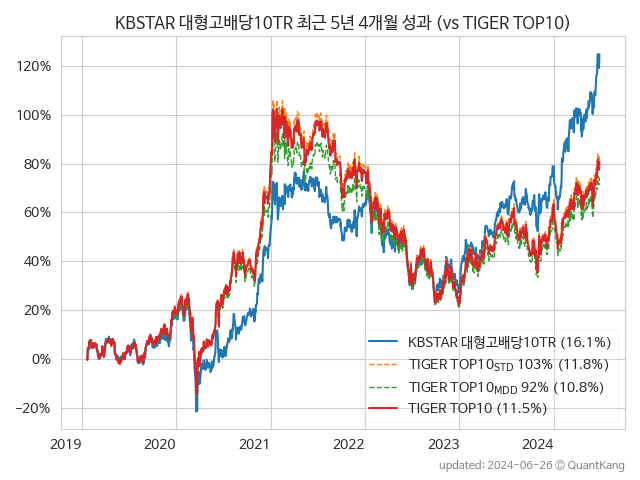 KBSTAR 대형고배당10TR 최근 5년 4개월 성과 (vs TIGER TOP10)
120%
100%
80%
60%
40%
20%
0%
−20%
KBSTAR 대형고배당10TR (16.1%)
TIGER TOP10STD 103% (11.8%)
TIGER TOP10MDD 92% (10.8%)
TIGER TOP10 (11.5%)
2019 2020 2021 2022 2023 2024
updated: 2024-06-26 © QuantKang